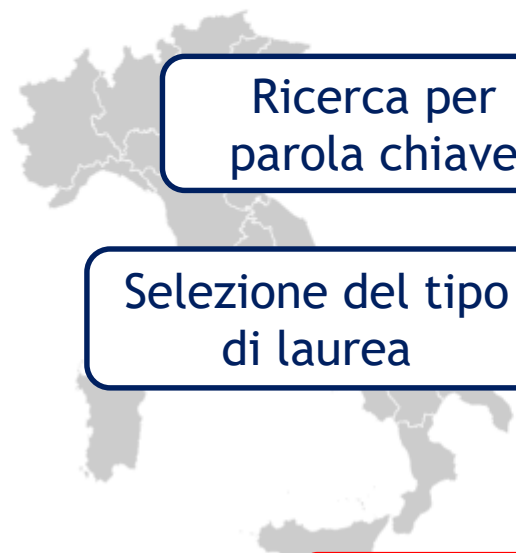 Ricerca per
parola chiave
Selezione del tipo
di laurea